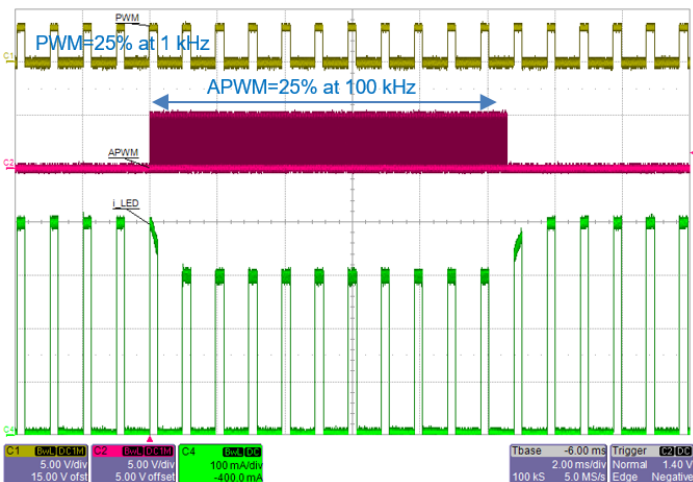 PWM
PWM=25% at 1 kHz
C1
APWM=25% at 100 kHz
APWM
C2
i_LED
C4
C1 BwL DC1M
5.00 V/div
15.00 V ofst
C2 BwL DC1M
5.00 V/div
5.00 V offset
C4 BwL DC
100 mA/div
-400.0 mA
Tbase -6.00 ms
2.00 ms/div
100 kS 5.0 MS/s
Trigger C2 DC
Normal 1.40 V
Edge Negative